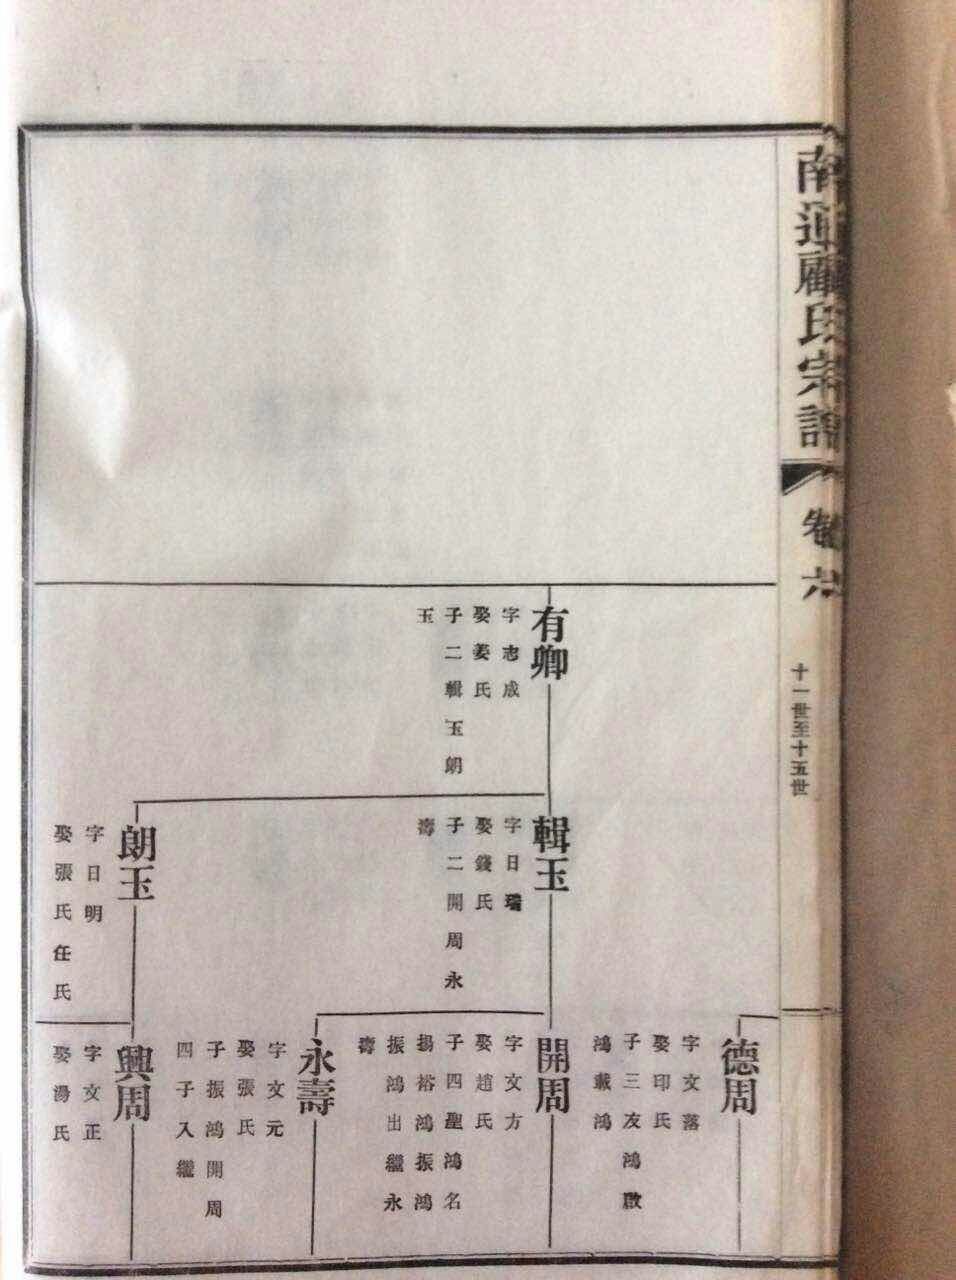 南通顧氏宗譜
卷六
十一世至十五世
有卿
字志成
娶姜氏
子二輯玉朗
玉
輯玉
字日瑞
娶錢氏
子二開周永
壽
朗玉
字日明
娶張氏任氏
德周
字文落
娶印氏
子三友鴻啟
鴻載鴻
開周
字文方
娶趙氏
子四聖鴻名
揚裕鴻振鴻
振鴻出繼永
壽
永壽
字文元
娶張氏
子振鴻開周
四子入繼
興周
字文正
娶湯氏